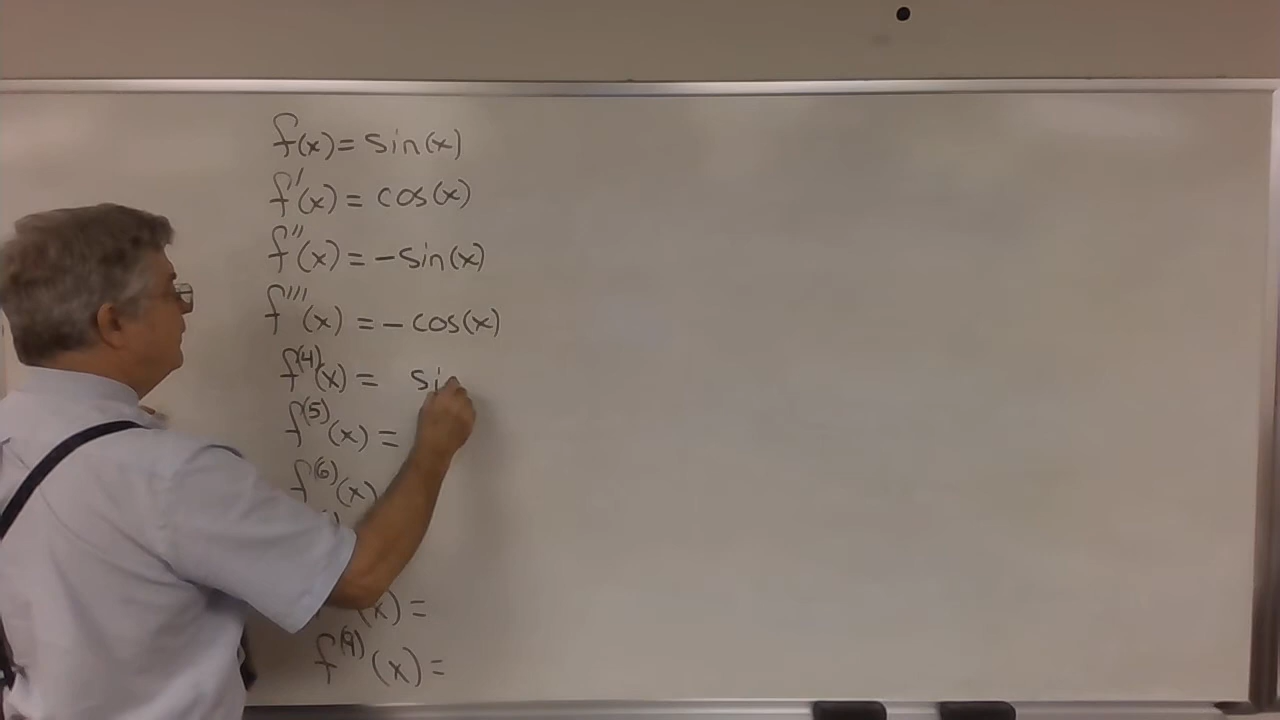 f(x) = sin(x)
f'(x) = cos(x)
f''(x) = -sin(x)
f'''(x) = -cos(x)
f⁽⁴⁾(x) = si
f⁽⁵⁾(x) =
f⁽⁶⁾(x)
(x) =
f⁽⁹⁾(x) =